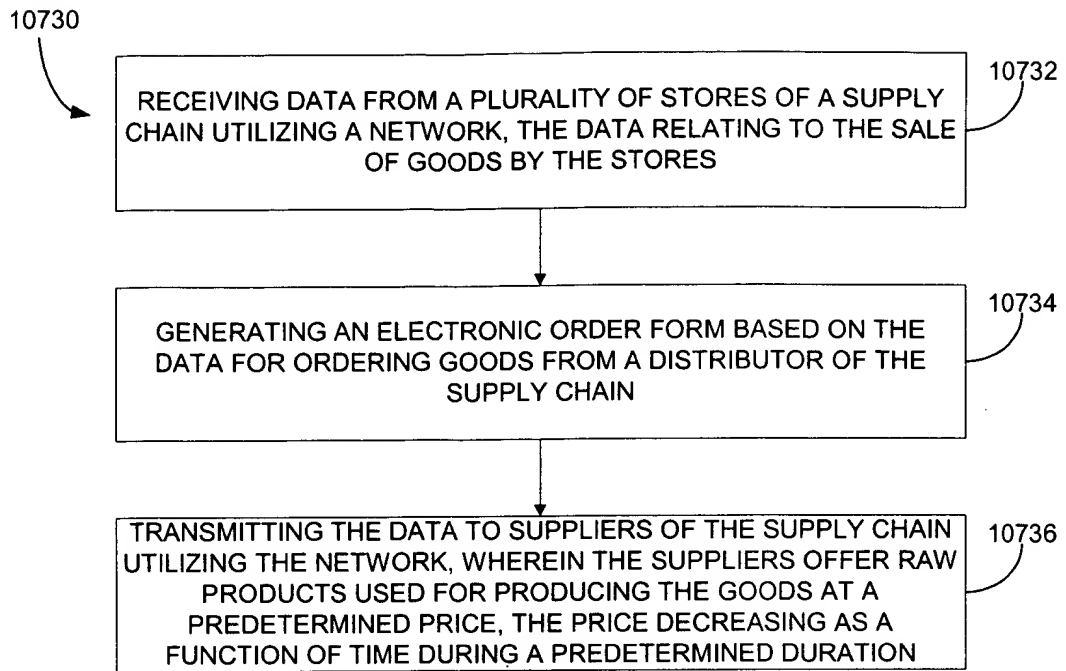 10730
10732
RECEIVING DATA FROM A PLURALITY OF STORES OF A SUPPLY
CHAIN UTILIZING A NETWORK, THE DATA RELATING TO THE SALE
OF GOODS BY THE STORES
10734
GENERATING AN ELECTRONIC ORDER FORM BASED ON THE
DATA FOR ORDERING GOODS FROM A DISTRIBUTOR OF THE
SUPPLY CHAIN
10736
TRANSMITTING THE DATA TO SUPPLIERS OF THE SUPPLY CHAIN
UTILIZING THE NETWORK, WHEREIN THE SUPPLIERS OFFER RAW
PRODUCTS USED FOR PRODUCING THE GOODS AT A
PREDETERMINED PRICE, THE PRICE DECREASING AS A
FUNCTION OF TIME DURING A PREDETERMINED DURATION